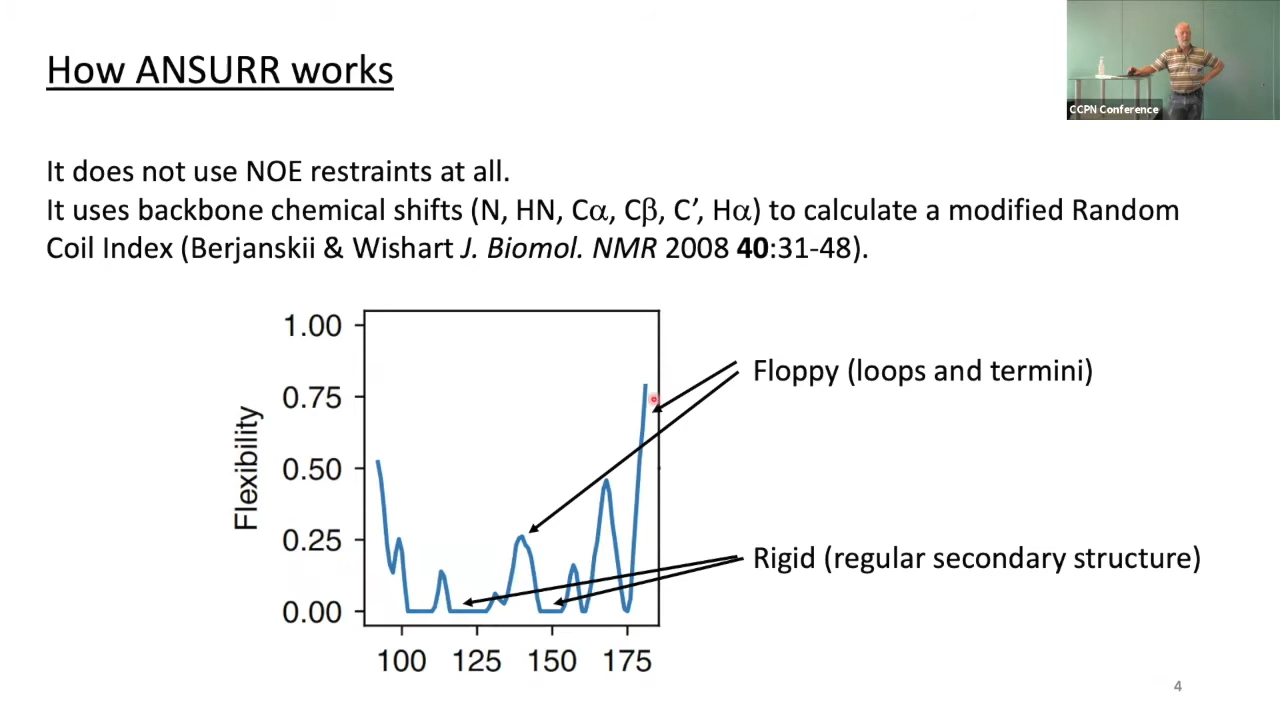 How ANSURR works
CCPN Conference
It does not use NOE restraints at all.
It uses backbone chemical shifts (N, HN, Cα, Cβ, C’, Hα) to calculate a modified Random
Coil Index (Berjanskii & Wishart J. Biomol. NMR 2008 40:31-48).
1.00
0.75
0.50
0.25
0.00
Flexibility
100 125 150 175
Floppy (loops and termini)
Rigid (regular secondary structure)
4